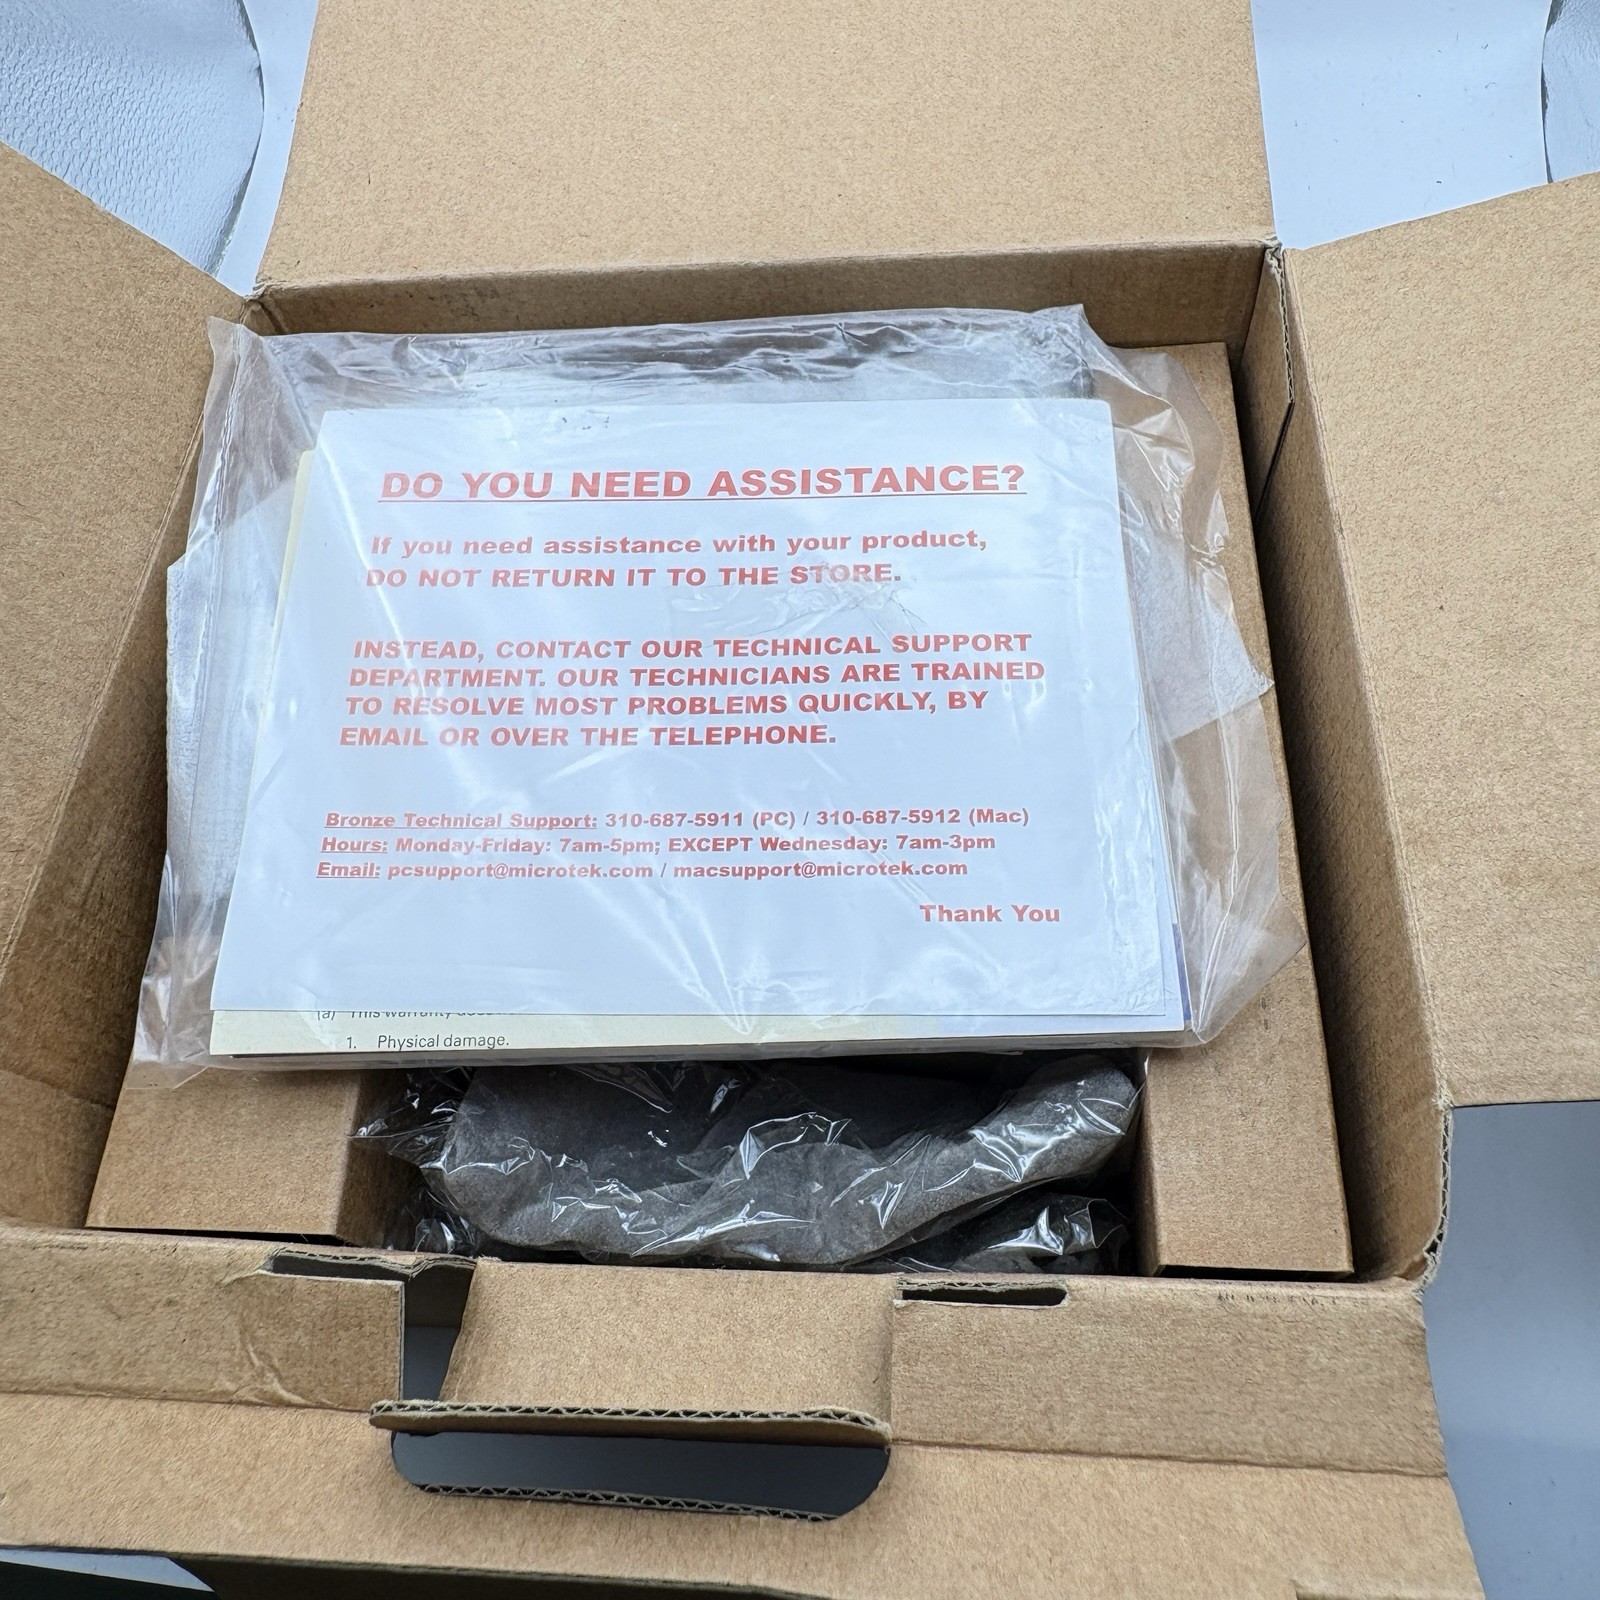 DO YOU NEED ASSISTANCE?
If you need assistance with your product,
DO NOT RETURN IT TO THE STORE.
INSTEAD, CONTACT OUR TECHNICAL SUPPORT
DEPARTMENT. OUR TECHNICIANS ARE TRAINED
TO RESOLVE MOST PROBLEMS QUICKLY, BY
EMAIL OR OVER THE TELEPHONE.
Bronze Technical Support: 310-687-5911 (PC) / 310-687-5912 (Mac)
Hours: Monday-Friday: 7am-5pm; EXCEPT Wednesday: 7am-3pm
Email: pcsupport@microtek.com / macsupport@microtek.com
Thank You
(a) This warranty
1. Physical damage.